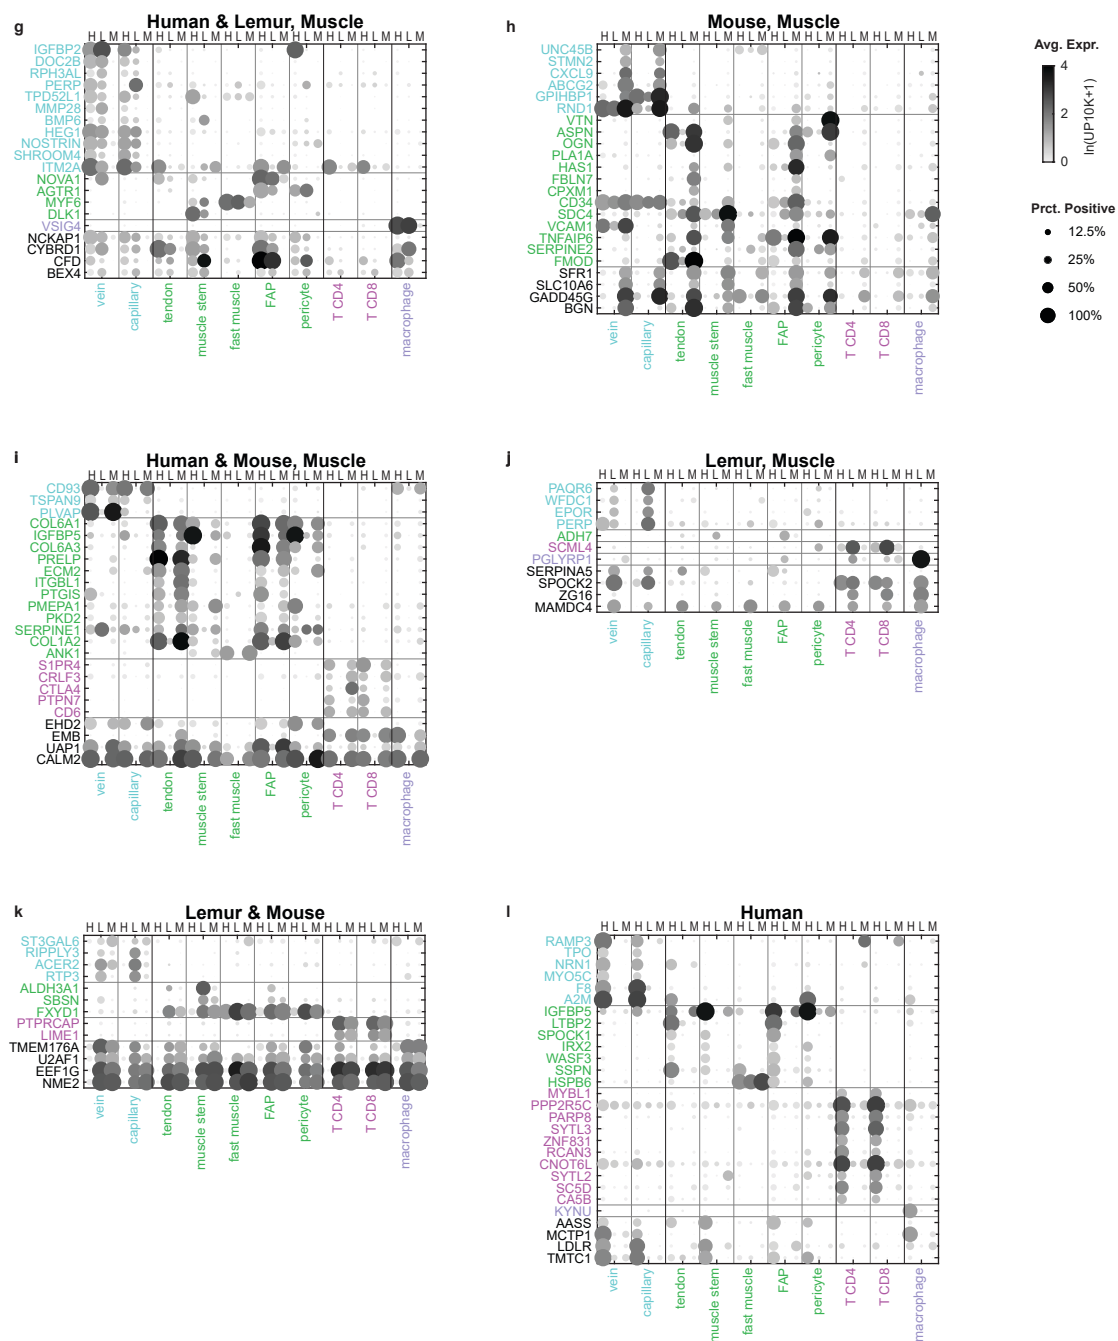 g
Human & Lemur, Muscle
H L M H L M H L M H L M H L M H L M H L M H L M H L M H L M
IGFBP2
DOC2B
RPH3AL
PERP
TPD52L1
MMP28
BMP6
HEG1
NOSTRIN
SHROOM4
ITM2A
NOVA1
AGTR1
MYF6
DLK1
VSIG4
NCKAP1
CYBRD1
CFD
BEX4
vein
capillary
tendon
muscle stem
fast muscle
FAP
pericyte
T CD4
T CD8
macrophage
h
Mouse, Muscle
H L M H L M H L M H L M H L M H L M H L M H L M H L M H L M
UNC45B
STMN2
CXCL9
ABCG2
GPIHBP1
RND1
VTN
ASPN
OGN
PLA1A
HAS1
FBLN7
CPXM1
CD34
SDC4
VCAM1
TNFAIP6
SERPINE2
FMOD
SFR1
SLC10A6
GADD45G
BGN
vein
capillary
tendon
muscle stem
fast muscle
FAP
pericyte
T CD4
T CD8
macrophage
Avg. Expr.
4
2
0
ln(UP10K+1)
Prct. Positive
12.5%
25%
50%
100%
i
Human & Mouse, Muscle
H L M H L M H L M H L M H L M H L M H L M H L M H L M H L M
CD93
TSPAN9
PLVAP
COL6A1
IGFBP5
COL6A3
PRELP
ECM2
ITGBL1
PTGIS
PMEPA1
PKD2
SERPINE1
COL1A2
ANK1
S1PR4
CRLF3
CTLA4
PTPN7
CD6
EHD2
EMB
UAP1
CALM2
vein
capillary
tendon
muscle stem
fast muscle
FAP
pericyte
T CD4
T CD8
macrophage
j
Lemur, Muscle
H L M H L M H L M H L M H L M H L M H L M H L M H L M H L M
PAQR6
WFDC1
EPOR
PERP
ADH7
SCML4
PGLYRP1
SERPINA5
SPOCK2
ZG16
MAMDC4
vein
capillary
tendon
muscle stem
fast muscle
FAP
pericyte
T CD4
T CD8
macrophage
k
Lemur & Mouse
H L M H L M H L M H L M H L M H L M H L M H L M H L M H L M
ST3GAL6
RIPPLY3
ACER2
RTP3
ALDH3A1
SBSN
FXYD1
PTPRCAP
LIME1
TMEM176A
U2AF1
EEF1G
NME2
vein
capillary
tendon
muscle stem
fast muscle
FAP
pericyte
T CD4
T CD8
macrophage
l
Human
H L M H L M H L M H L M H L M H L M H L M H L M H L M H L M
RAMP3
TPO
NRN1
MYO5C
F8
A2M
IGFBP5
LTBP2
SPOCK1
IRX2
WASF3
SSPN
HSPB6
MYBL1
PPP2R5C
PARP8
SYTL3
ZNF831
RCAN3
CNOT6L
SYTL2
SC5D
CA5B
KYNU
AASS
MCTP1
LDLR
TMTC1
vein
capillary
tendon
muscle stem
fast muscle
FAP
pericyte
T CD4
T CD8
macrophage